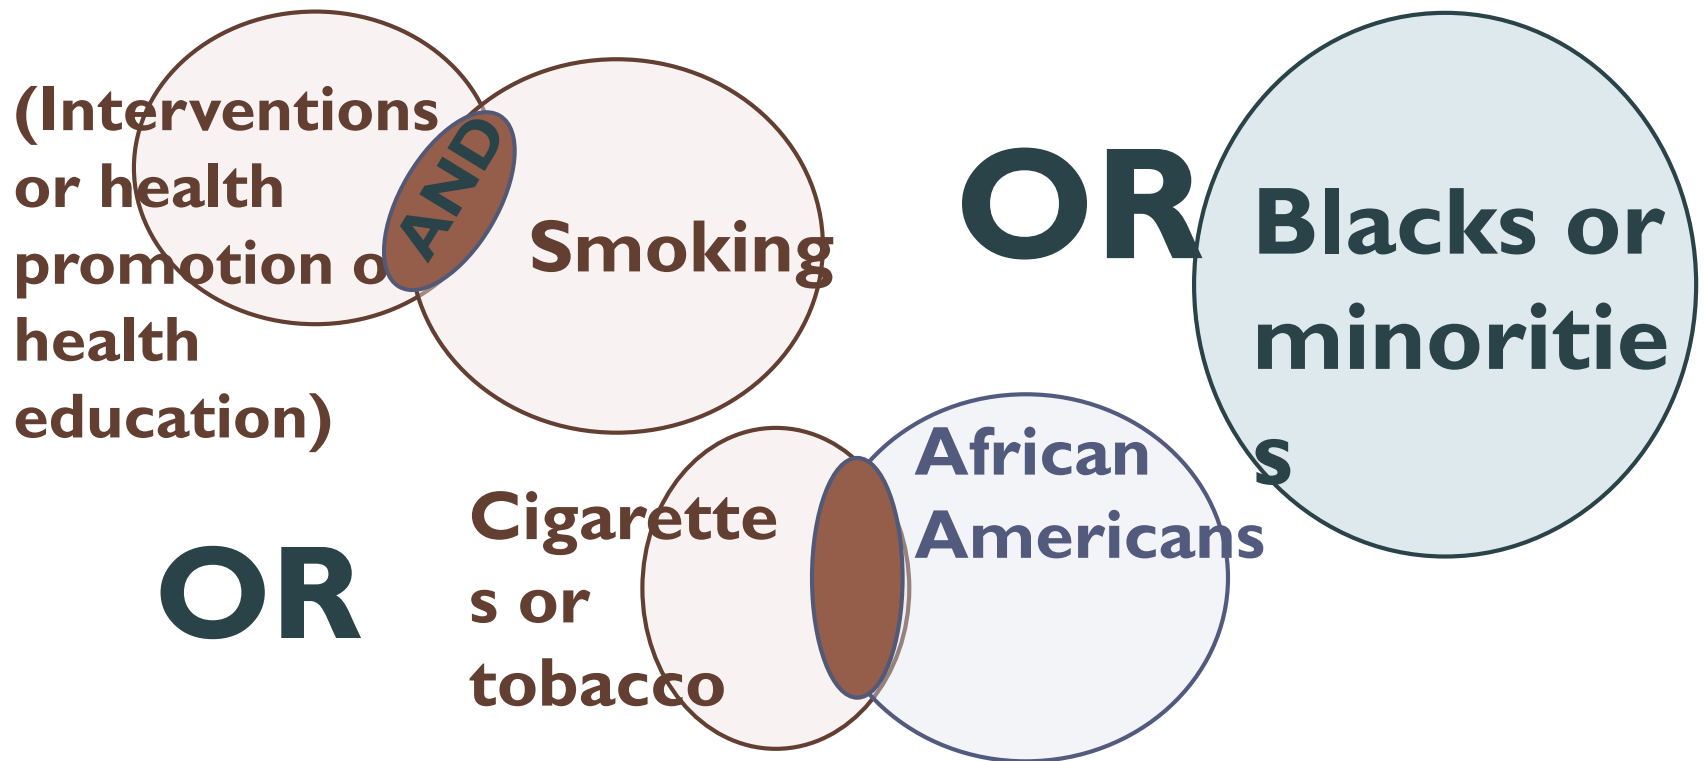 (Interventions
or health
promotion o
health
education)
AND
Smoking
OR
Blacks or
minoritie
s
OR
Cigarette
s or
tobacco
African
Americans